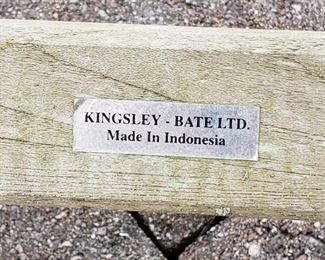 KINGSLEY - BATE LTD.
Made In Indonesia